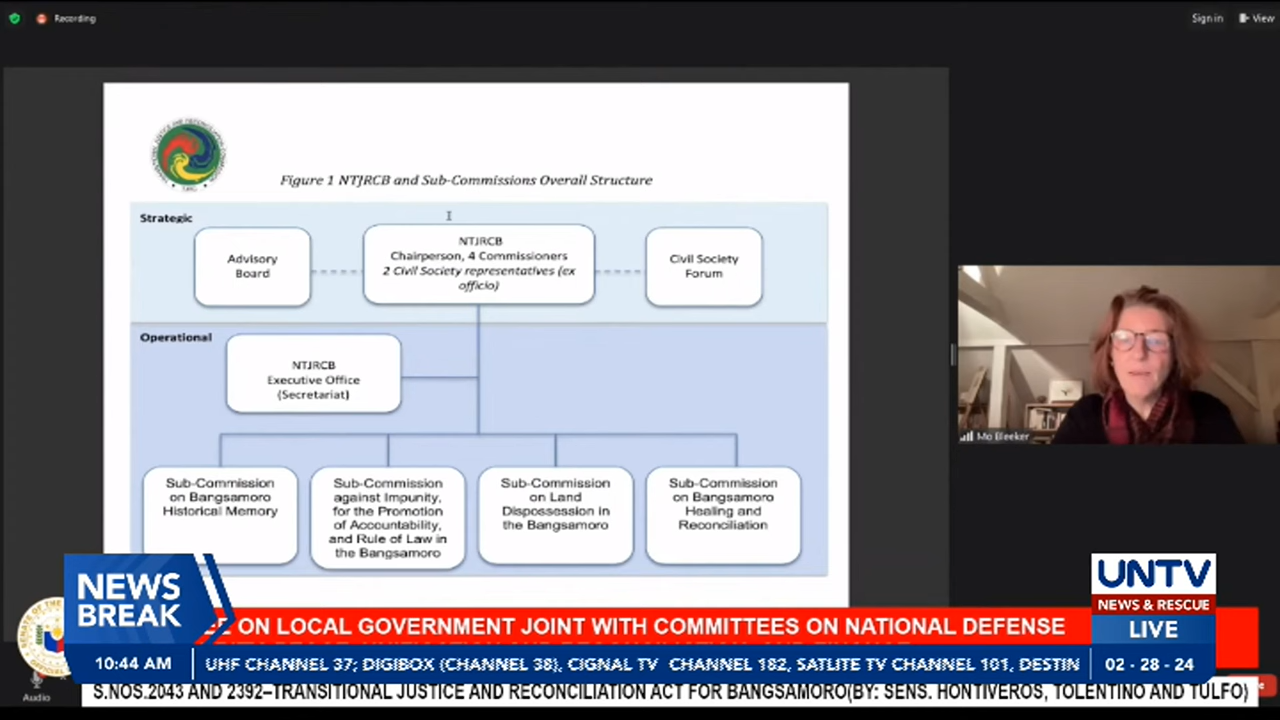 Recording
Sign in
View
Figure 1 NTJRCB and Sub-Commissions Overall Structure
Strategic
Advisory
Board
NTJRCB
Chairperson, 4 Commissioners
2 Civil Society representatives (ex
officio)
Civil Society
Forum
Operational
NTJRCB
Executive Office
(Secretariat)
Sub-Commission
on Bangsamoro
Historical Memory
Sub-Commission
against Impunity,
for the Promotion
of Accountability,
and Rule of Law in
the Bangsamoro
Sub-Commission
on Land
Dispossession in
the Bangsamoro
Sub-Commission
on Bangsamoro
Healing and
Reconciliation
Mo Bleeker
NEWS
BREAK
UNTV
NEWS & RESCUE
LIVE
ON LOCAL GOVERNMENT JOINT WITH COMMITTEES ON NATIONAL DEFENSE
10:44 AM
UHF CHANNEL 37; DIGIBOX (CHANNEL 38), CIGNAL TV CHANNEL 182, SATLITE TV CHANNEL 101, DESTIN
02 - 28 - 24
Audio
S.NOS.2043 AND 2392–TRANSITIONAL JUSTICE AND RECONCILIATION ACT FOR BANGSAMORO(BY: SENS. HONTIVEROS, TOLENTINO AND TULFO)